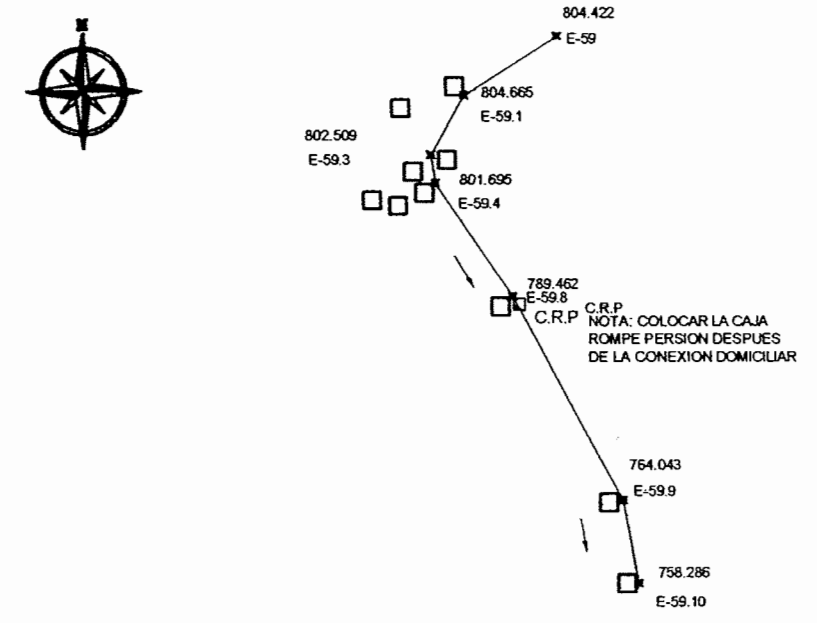 804.422
E-59
804.665
E-59.1
802.509
E-59.3
801.695
E-59.4
789.462
E-59.8
C.R.P
C.R.P
NOTA: COLOCAR LA CAJA
ROMPE PERSION DESPUES
DE LA CONEXION DOMICILIAR
764.043
E-59.9
758.286
E-59.10